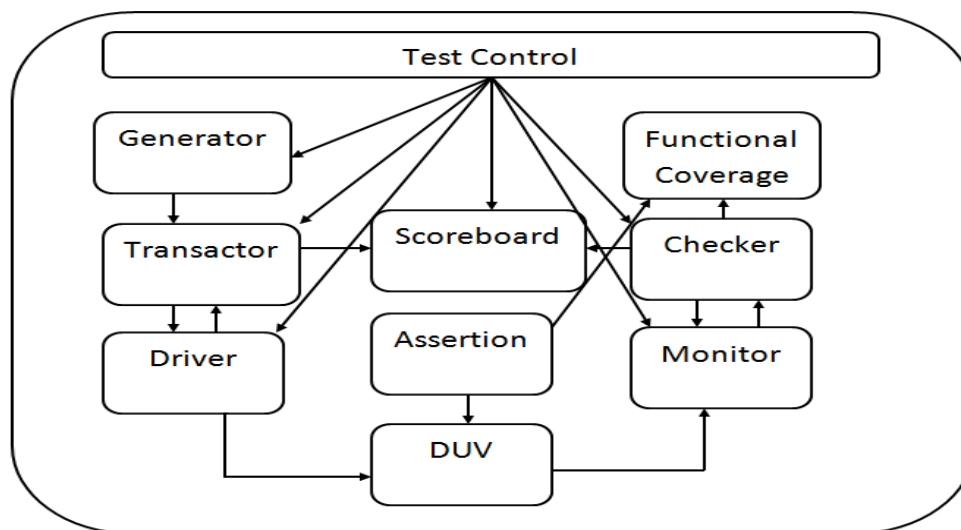 Test Control
Generator
Functional
Coverage
Transactor
Scoreboard
Checker
Driver
Assertion
Monitor
DUV